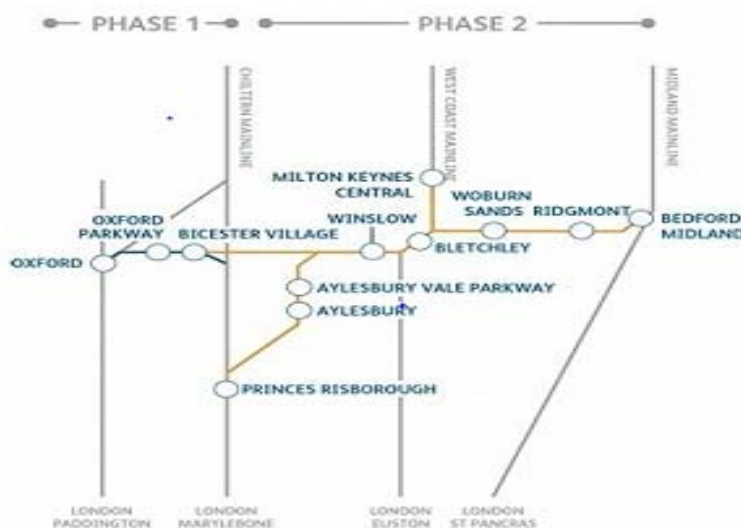 PHASE 1
PHASE 2
CHILTERN MAINLINE
WEST COAST MAINLINE
MIDLAND MAINLINE
MILTON KEYNES
CENTRAL
WOBURN
SANDS
RIDGMONT
BEDFORD
MIDLAND
OXFORD
PARKWAY
BICESTER VILLAGE
WINSLOW
BLETCHLEY
OXFORD
AYLESBURY VALE PARKWAY
AYLESBURY
PRINCES RISBOROUGH
LONDON
PADDINGTON
LONDON
MARYLEBONE
LONDON
EUSTON
LONDON
ST PANCRAS